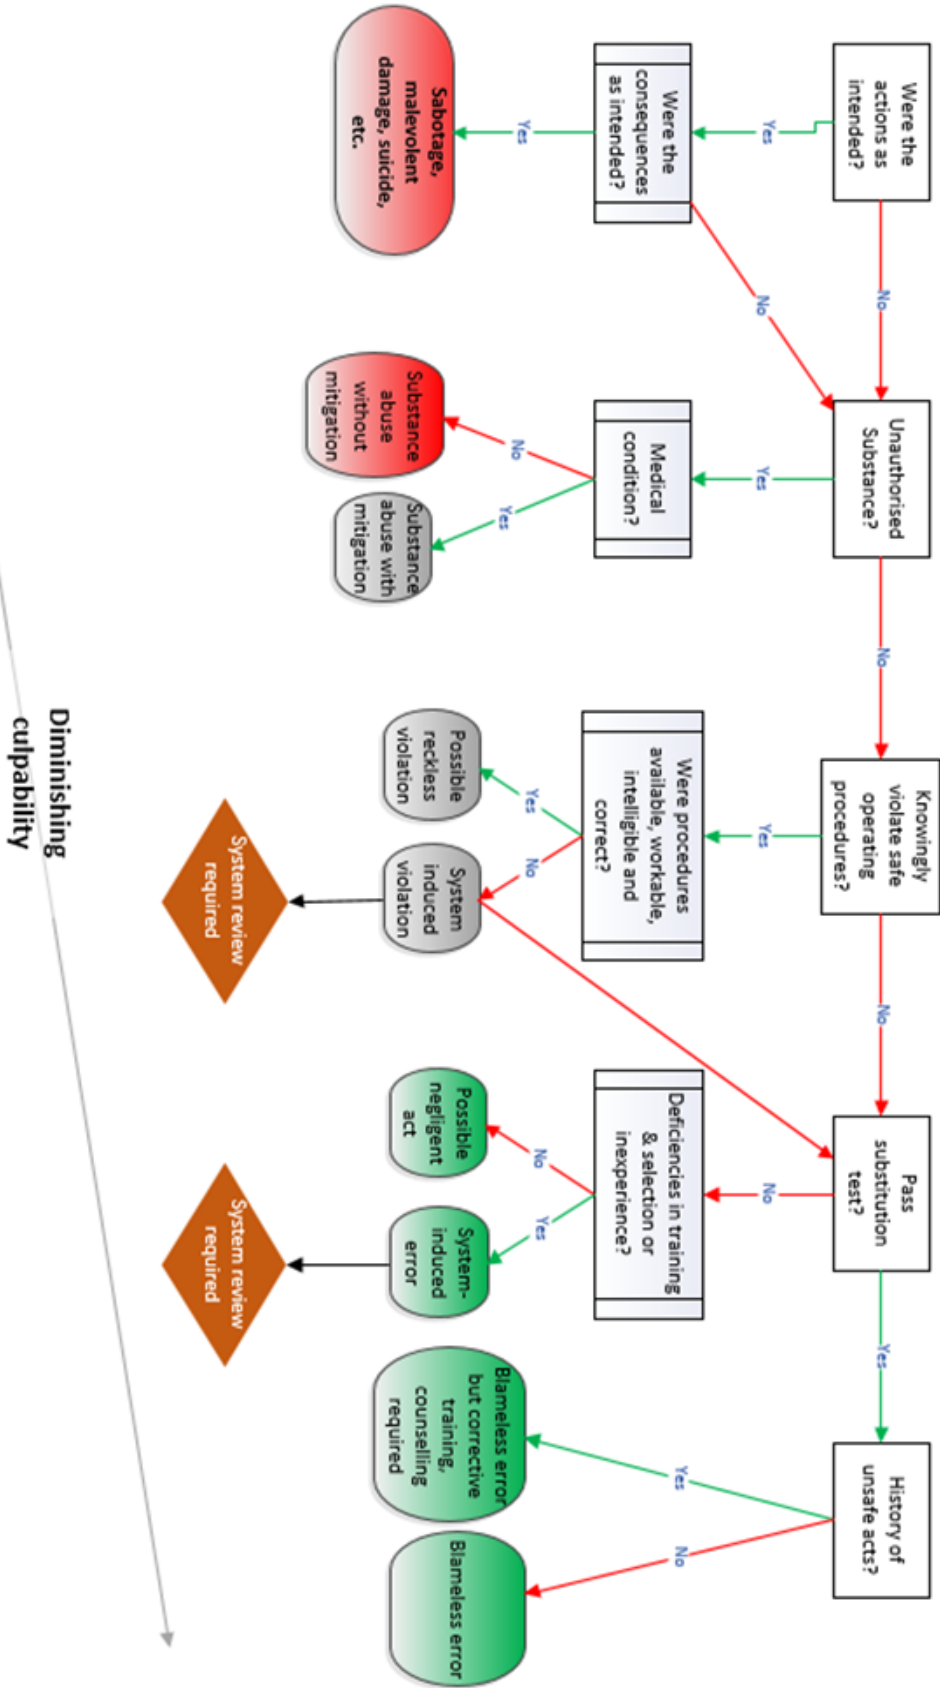 Were the
actions as
intended?
No
Unauthorised
Substance?
No
Knowingly
violate safe
operating
procedures?
No
Pass
substitution
test?
Yes
History of
unsafe acts?
Yes
No
Yes
Yes
No
Yes
No
Were the
consequences
as intended?
Medical
condition?
Were procedures
available, workable,
intelligible and
correct?
Deficiencies in training
& selection or
inexperience?
Yes
No
Yes
Yes
No
No
Yes
Sabotage,
malevolent
damage, suicide,
etc.
Substance
abuse
without
mitigation
Substance
abuse with
mitigation
Possible
reckless
violation
System
induced
violation
Possible
negligent
act
System-
induced
error
Blameless error
but corrective
training,
counselling
required
Blameless error
System review
required
System review
required
Diminishing
culpability